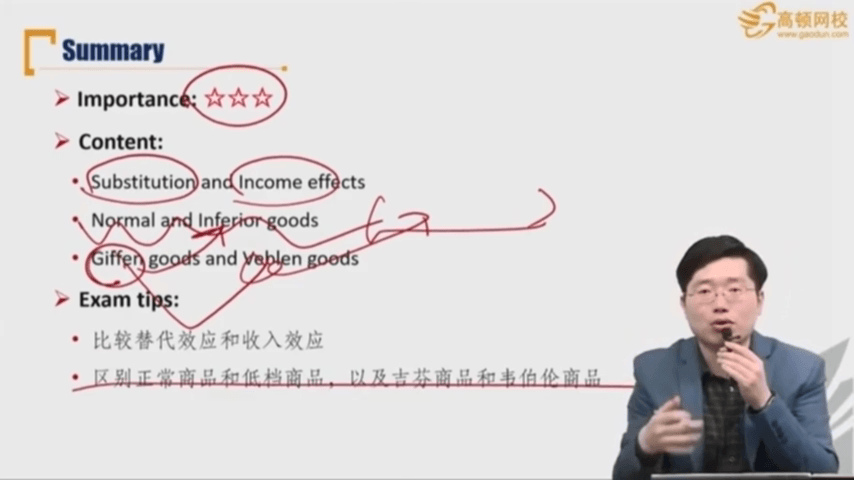 高顿网校
www.gaodun.com
Summary
Importance: ☆☆☆
Content:
Substitution and Income effects
Normal and Inferior goods
Giffen goods and Veblen goods
Exam tips:
比较替代效应和收入效应
区别正常商品和低档商品，以及吉芬商品和韦伯伦商品